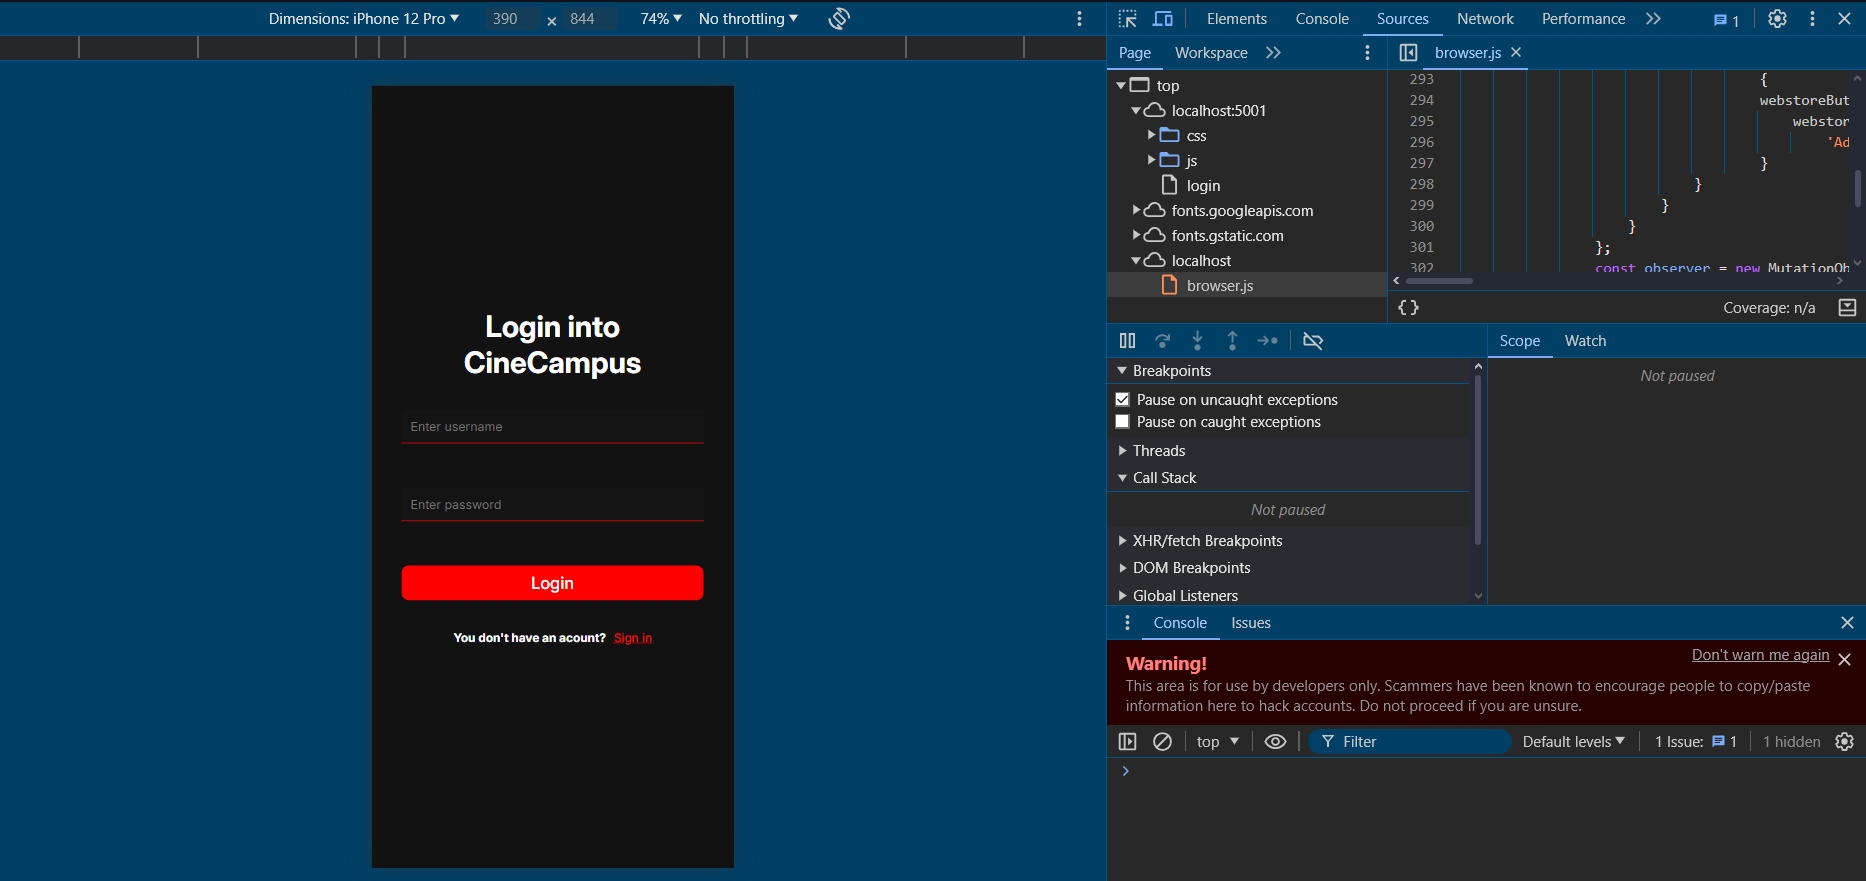 Dimensions: iPhone 12 Pro 390 × 844 74% No throttling
Login into
CineCampus
Enter username
Enter password
Login
You don't have an acount? Sign in
Elements Console Sources Network Performance 1
Page Workspace
browser.js
top
localhost:5001
css
js
login
fonts.googleapis.com
fonts.gstatic.com
localhost
browser.js
293 {
294 webstoreBut
295 webstor
296 'Ad
297 }
298 }
299 }
300 }
301 };
302 const observer = new MutationOb
{ } Coverage: n/a
Breakpoints
Pause on uncaught exceptions
Pause on caught exceptions
Threads
Call Stack
Not paused
XHR/fetch Breakpoints
DOM Breakpoints
Global Listeners
Scope Watch
Not paused
Console Issues
Warning! Don't warn me again
This area is for use by developers only. Scammers have been known to encourage people to copy/paste
information here to hack accounts. Do not proceed if you are unsure.
top Filter Default levels 1 Issue: 1 1 hidden